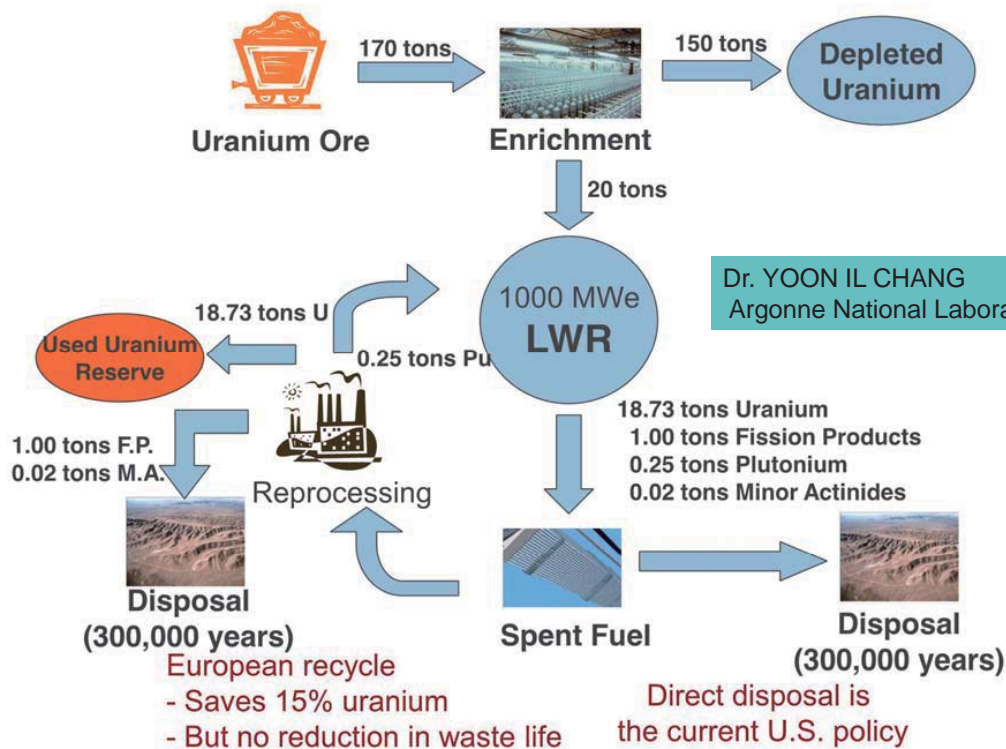 170 tons
150 tons
Depleted
Uranium
Uranium Ore
Enrichment
20 tons
Dr. YOON IL CHANG
Argonne National Labora
1000 MWe
LWR
18.73 tons U
Used Uranium
Reserve
0.25 tons Pu
18.73 tons Uranium
1.00 tons Fission Products
0.25 tons Plutonium
0.02 tons Minor Actinides
1.00 tons F.P.
0.02 tons M.A.
Reprocessing
Disposal
(300,000 years)
Spent Fuel
Disposal
(300,000 years)
European recycle
- Saves 15% uranium
- But no reduction in waste life
Direct disposal is
the current U.S. policy